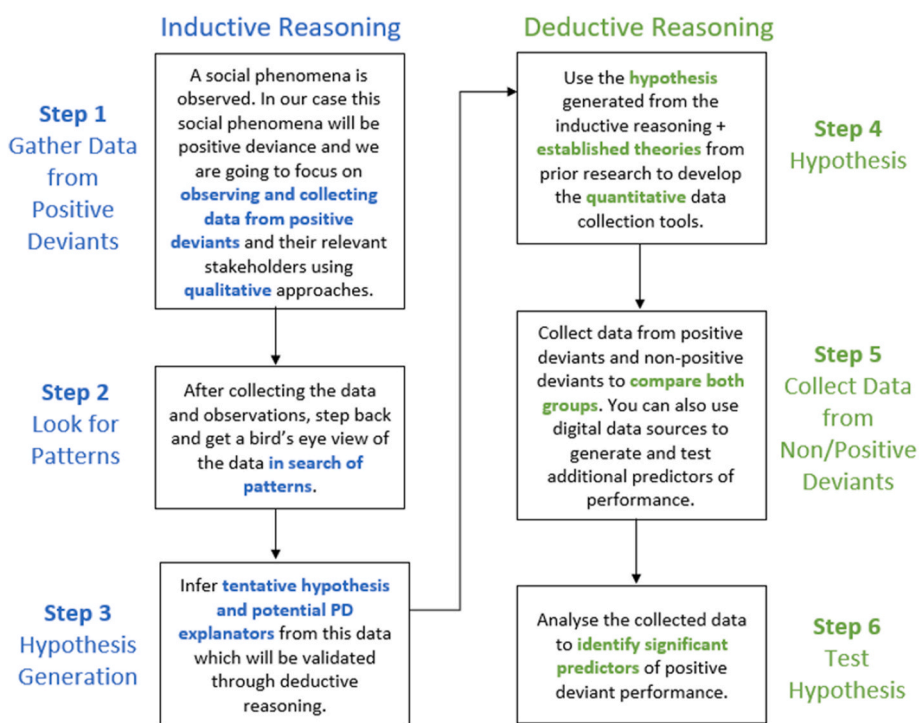 Inductive Reasoning
Step 1
Gather Data
from
Positive
Deviants
A social phenomena is
observed. In our case this
social phenomena will be
positive deviance and we
are going to focus on
observing and collecting
data from positive
deviants and their relevant
stakeholders using
qualitative approaches.
Step 2
Look for
Patterns
After collecting the data
and observations, step back
and get a bird's eye view of
the data in search of
patterns.
Step 3
Hypothesis
Generation
Infer tentative hypothesis
and potential PD
explanators from this data
which will be validated
through deductive
reasoning.
Deductive Reasoning
Use the hypothesis
generated from the
inductive reasoning +
established theories from
prior research to develop
the quantitative data
collection tools.
Step 4
Hypothesis
Collect data from positive
deviants and non-positive
deviants to compare both
groups. You can also use
digital data sources to
generate and test
additional predictors of
performance.
Step 5
Collect Data
from
Non/Positive
Deviants
Analyse the collected data
to identify significant
predictors of positive
deviant performance.
Step 6
Test
Hypothesis